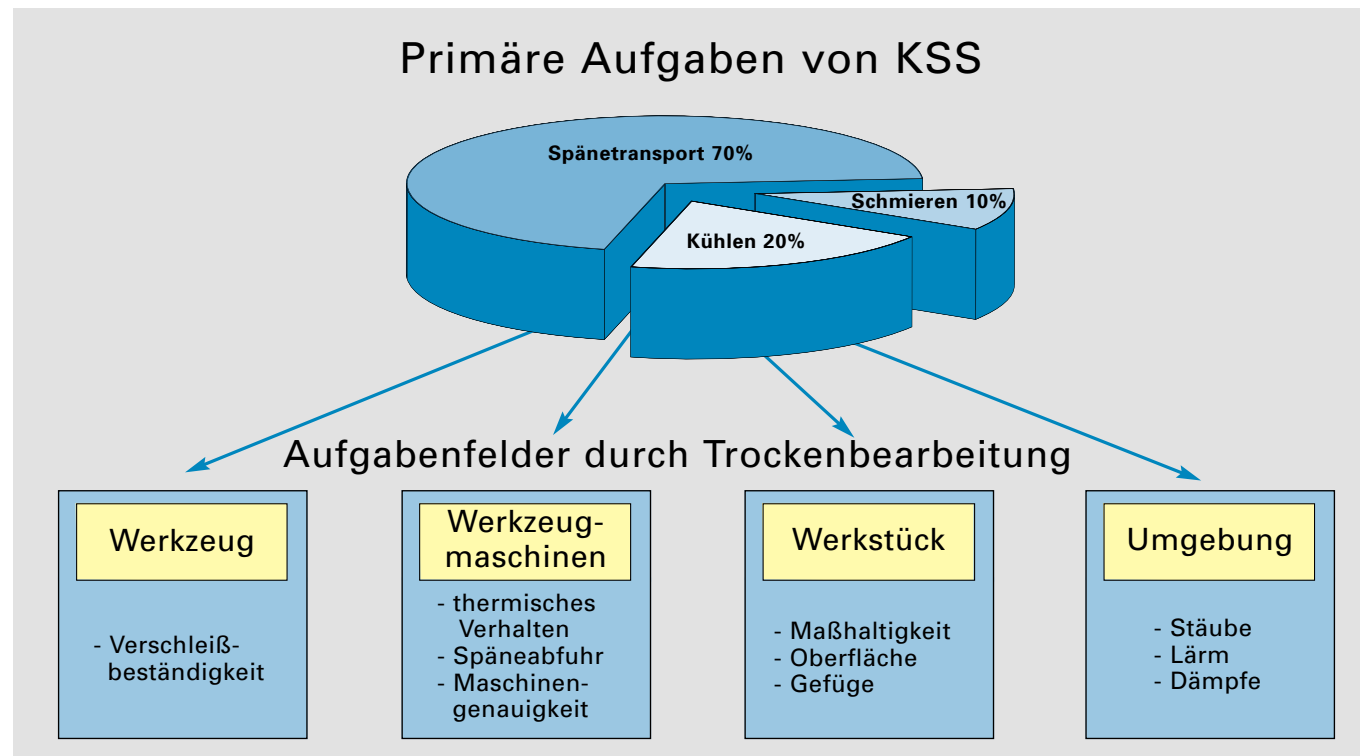 Primäre Aufgaben von KSS
Spänetransport 70%
Schmieren 10%
Kühlen 20%
Aufgabenfelder durch Trockenbearbeitung
Werkzeug
- Verschleiß-
beständigkeit
Werkzeug-
maschinen
- thermisches
Verhalten
- Späneabfuhr
- Maschinen-
genauigkeit
Werkstück
- Maßhaltigkeit
- Oberfläche
- Gefüge
Umgebung
- Stäube
- Lärm
- Dämpfe